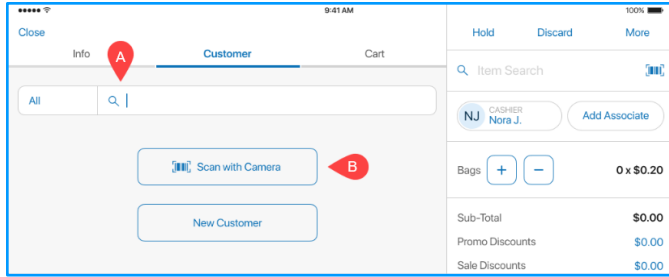 9:41 AM
100%
Close
Hold Discard More
Info Customer Cart
A
Item Search
All
NJ CASHIER
Nora J.
Add Associate
Scan with Camera
B
Bags + − 0 x $0.20
New Customer
Sub-Total $0.00
Promo Discounts $0.00
Sale Discounts $0.00